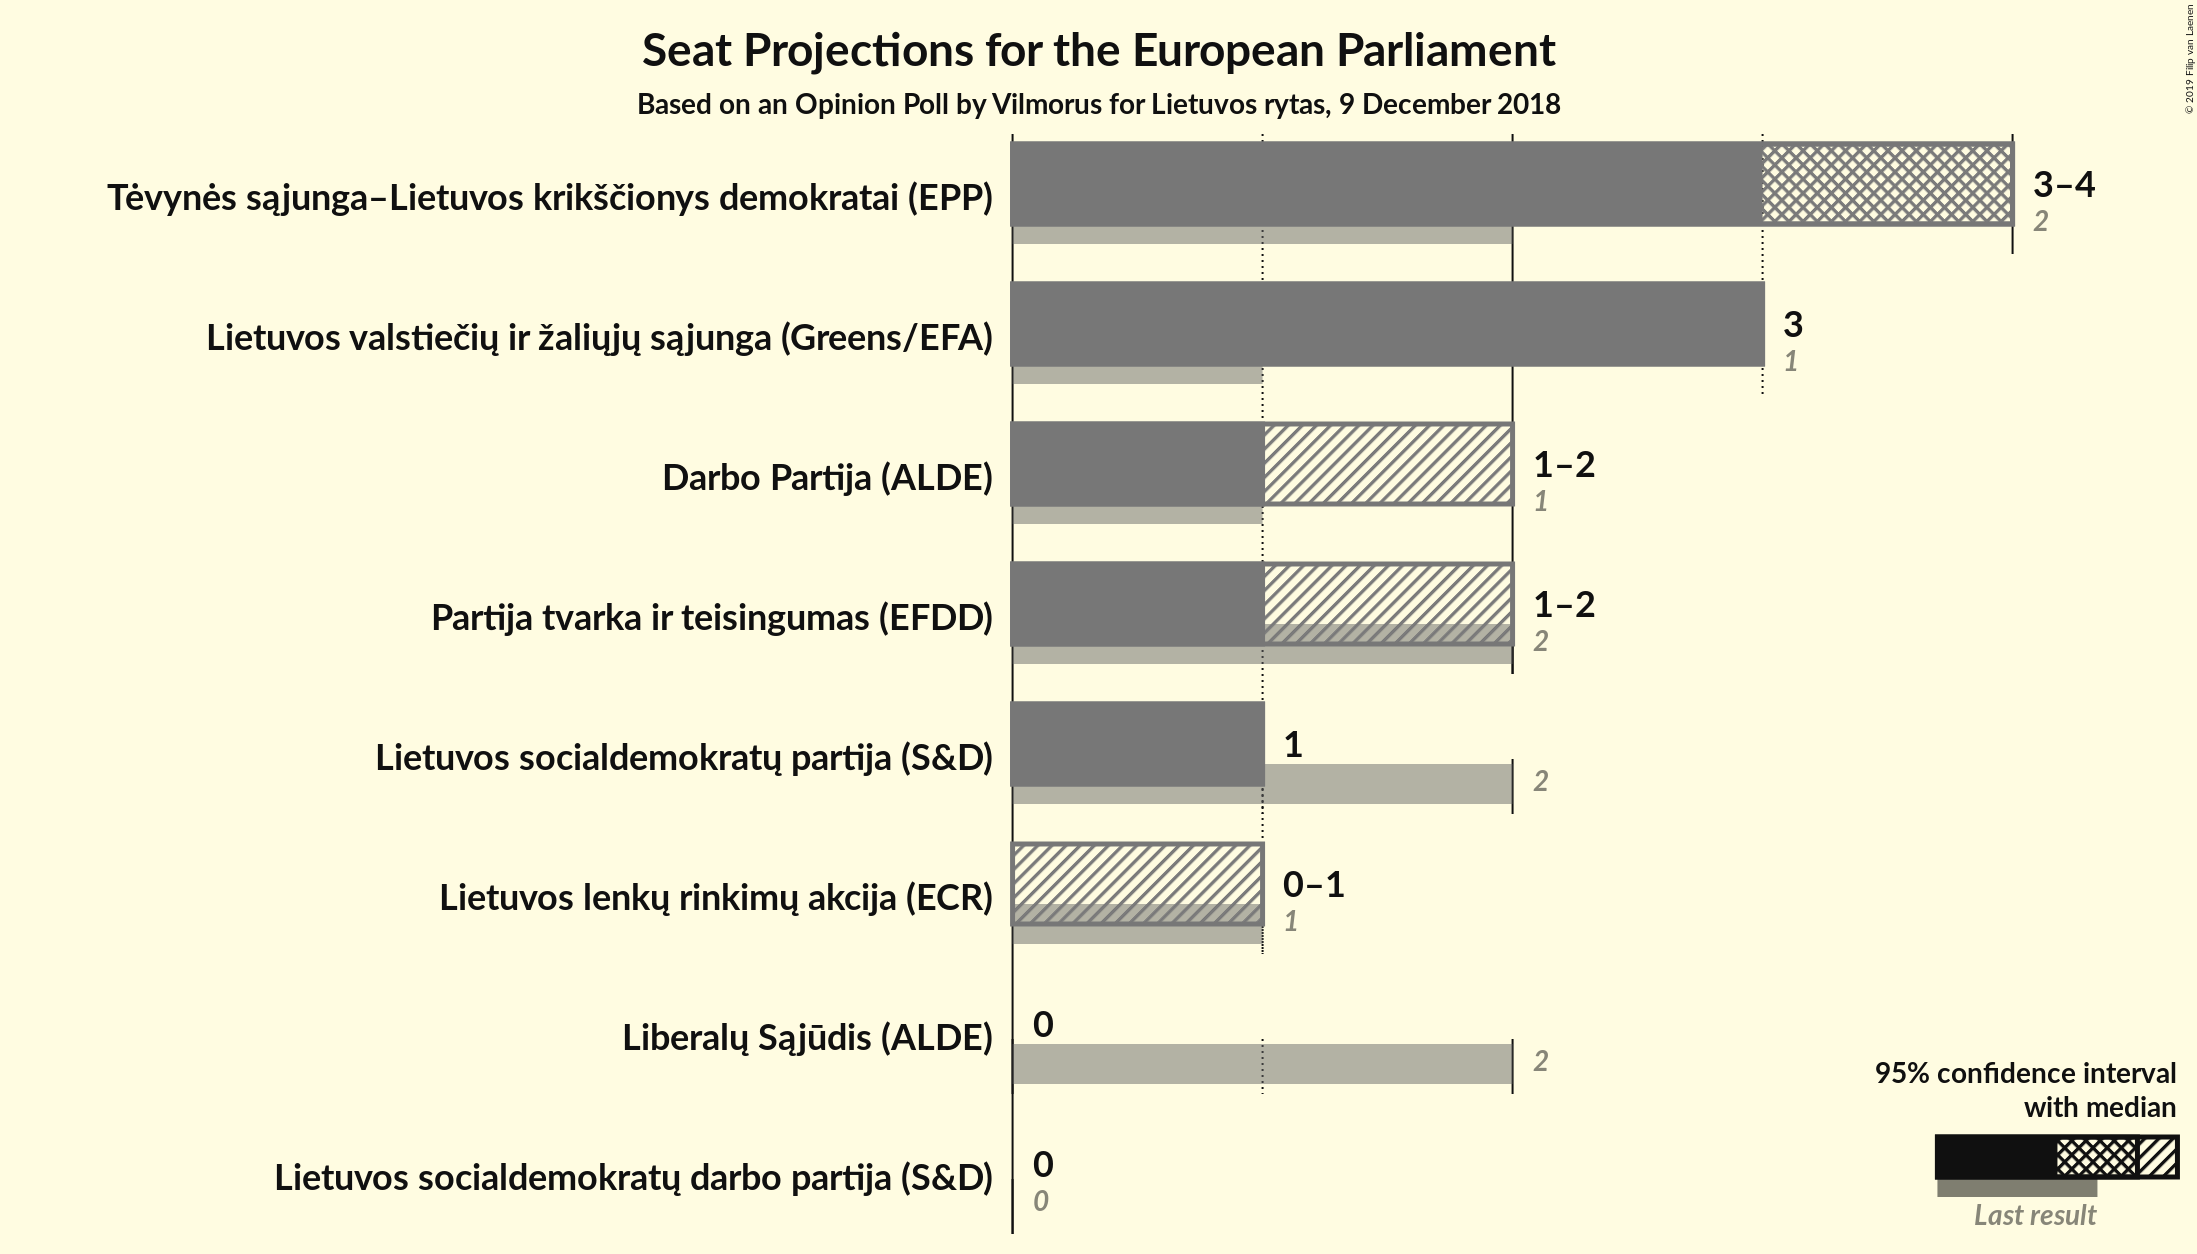 Seat Projections for the European Parliament
Based on an Opinion Poll by Vilmorus for Lietuvos rytas, 9 December 2018
© 2019 Filip van Laenen
Tėvynės sąjunga–Lietuvos krikščionys demokratai (EPP)
3–4
2
Lietuvos valstiečių ir žaliųjų sąjunga (Greens/EFA)
3
1
Darbo Partija (ALDE)
1–2
1
Partija tvarka ir teisingumas (EFDD)
1–2
2
Lietuvos socialdemokratų partija (S&D)
1
2
Lietuvos lenkų rinkimų akcija (ECR)
0–1
1
Liberalų Sąjūdis (ALDE)
0
2
Lietuvos socialdemokratų darbo partija (S&D)
0
0
95% confidence interval
with median
Last result